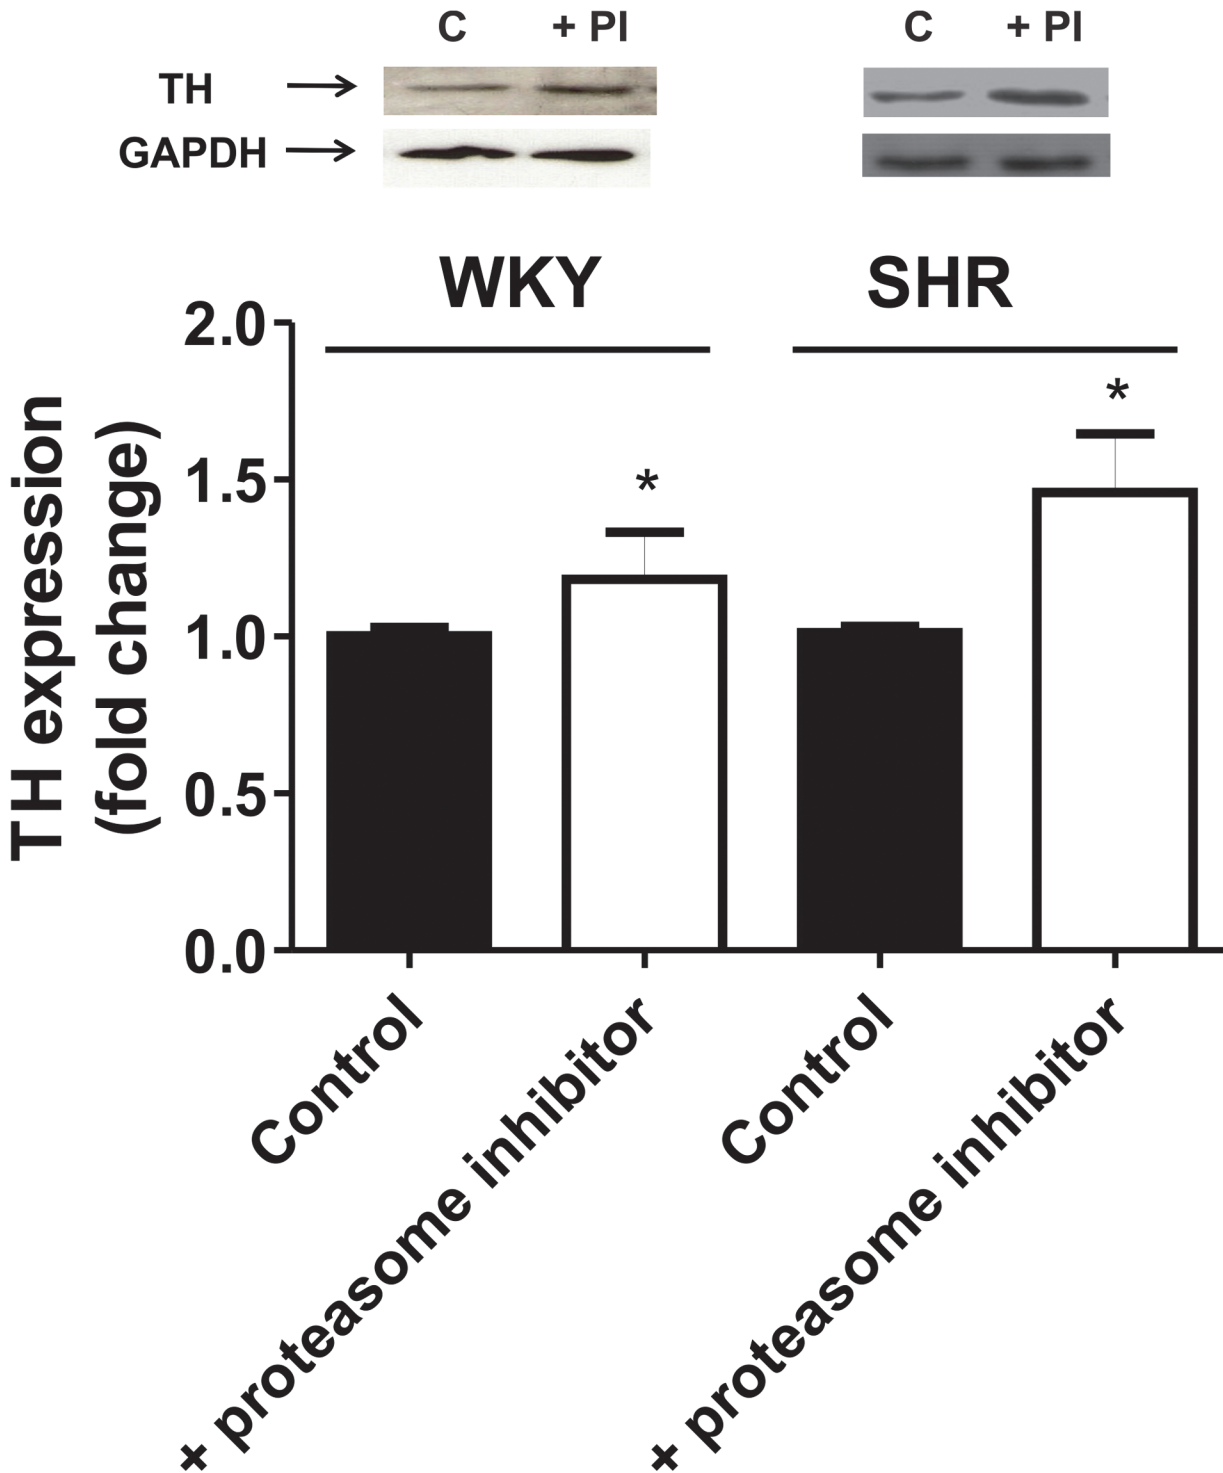 C + PI C + PI
TH
GAPDH
WKY SHR
2.0
* *
1.5
1.0
0.5
0.0
TH expression
(fold change)
Control
+ proteasome inhibitor
Control
+ proteasome inhibitor